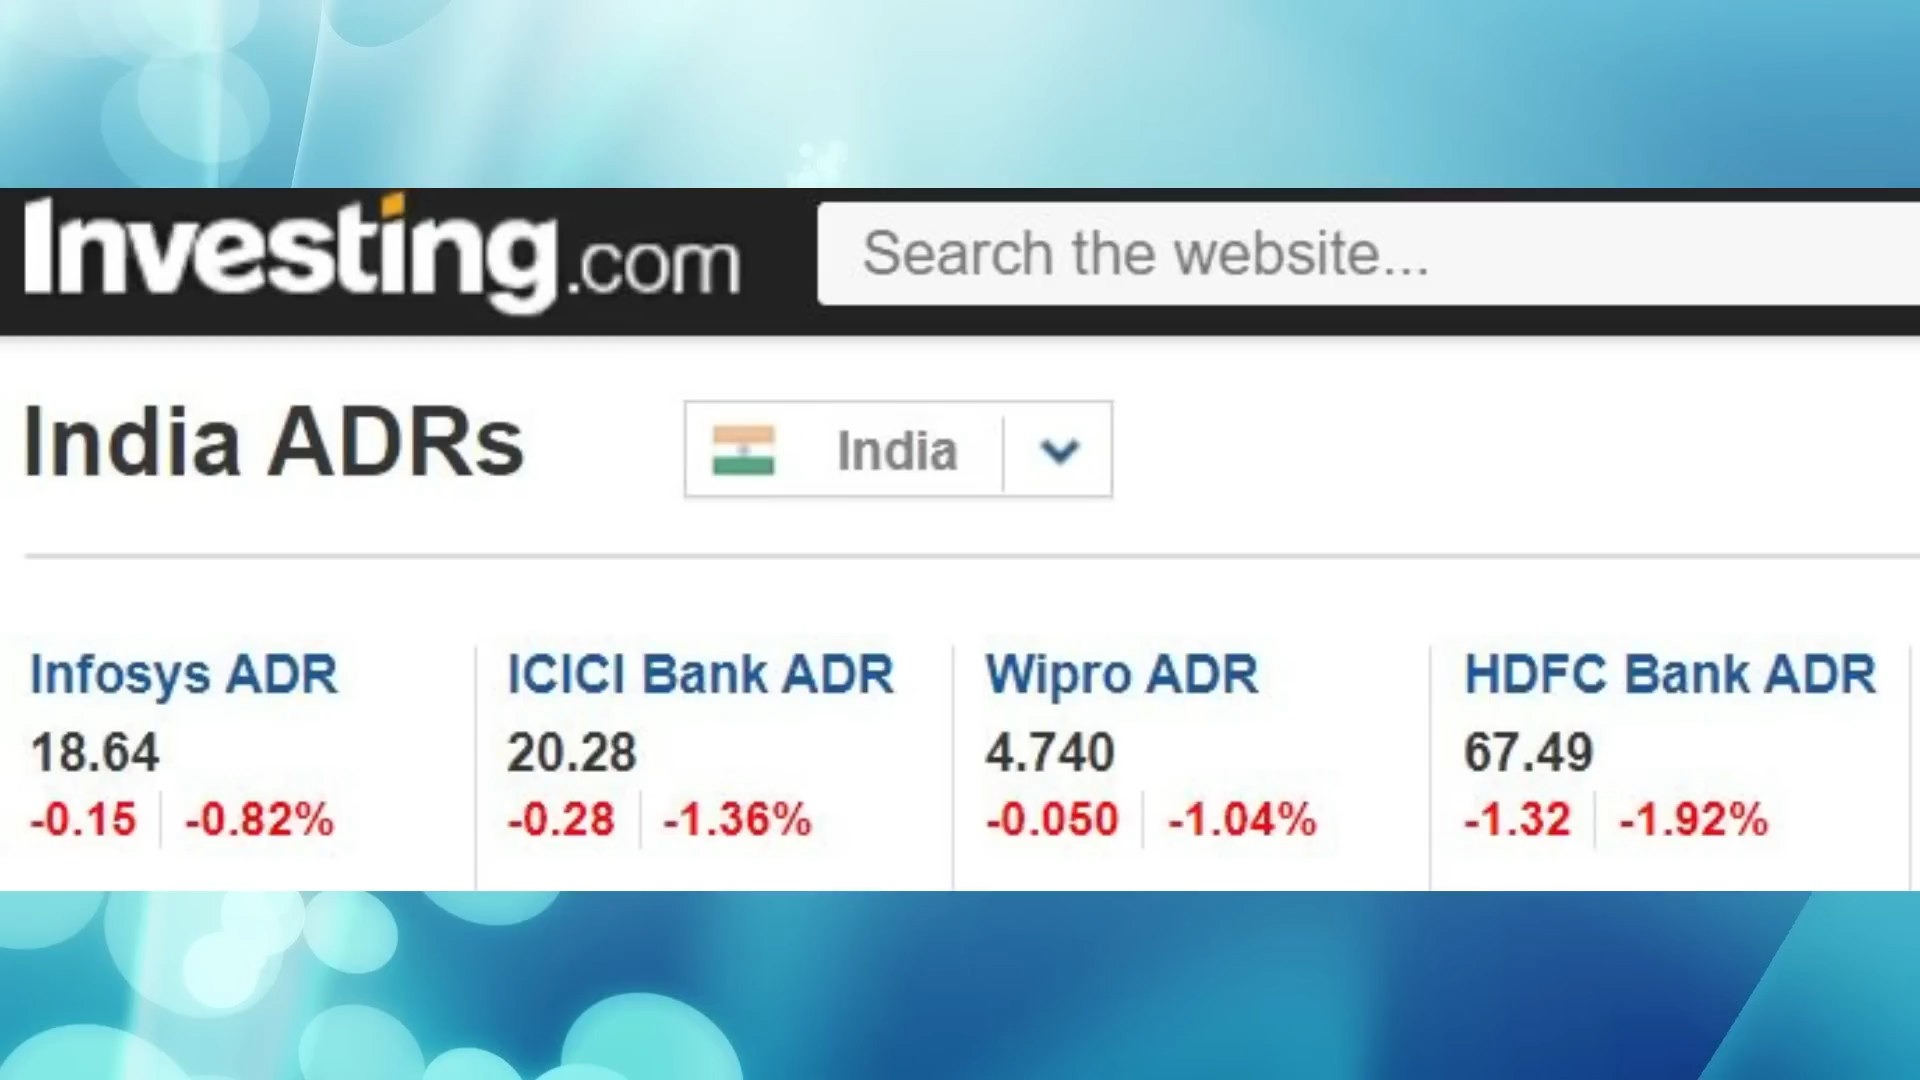 Investing.com
Search the website...
India ADRs
India
Infosys ADR
18.64
-0.15 -0.82%
ICICI Bank ADR
20.28
-0.28 -1.36%
Wipro ADR
4.740
-0.050 -1.04%
HDFC Bank ADR
67.49
-1.32 -1.92%